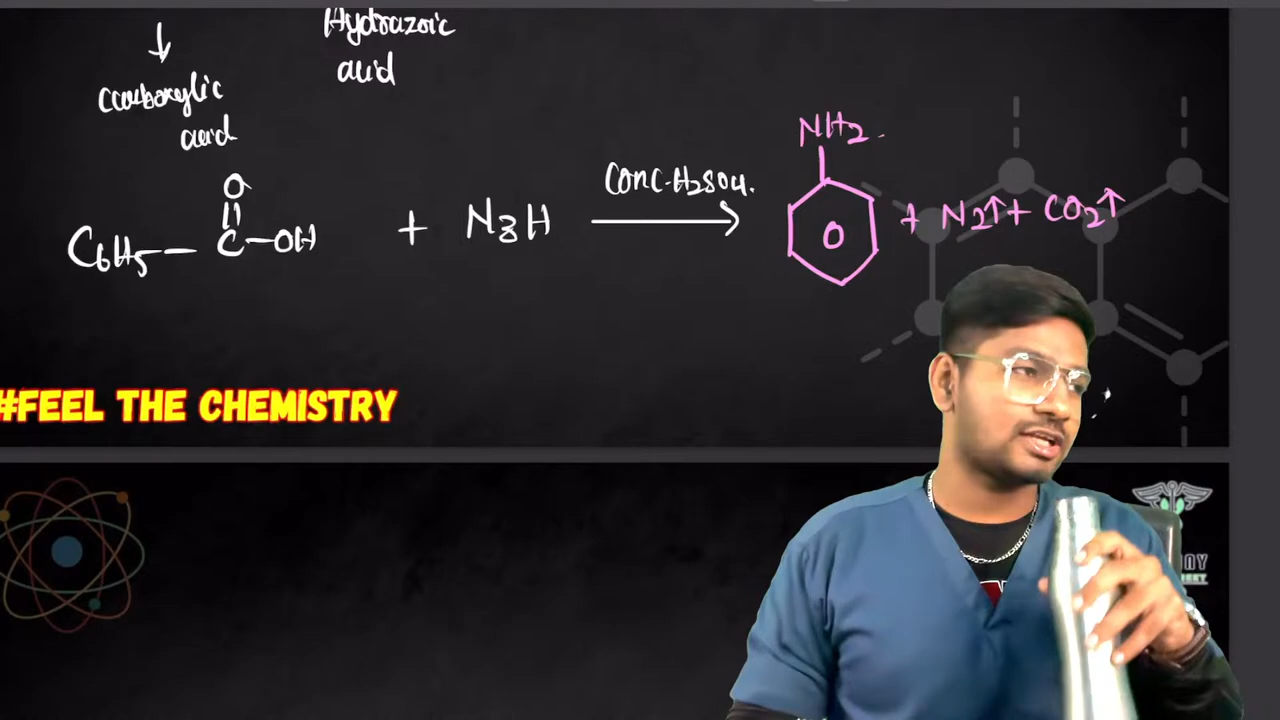 Hydrazoic
acid
Carboxylic
acid
O
||
C6H5 — C — OH + N3H conc. H2SO4. → NH2. + N2↑ + CO2↑
#FEEL THE CHEMISTRY